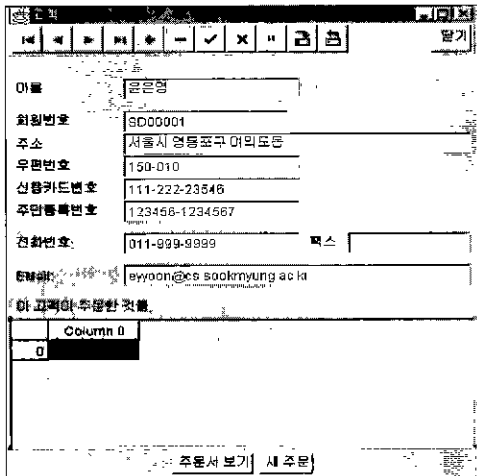 고객
닫기
이름 윤은영
회원번호 SD00001
주소 서울시 영등포구 여의도동
우편번호 150-010
신용카드번호 111-222-23546
주민등록번호 123456-1234567
전화번호: 011-999-9999 팩스
Email: eyyoon@cs.sookmyung.ac.kr
이 고객이 주문한 것들.
Column 0
0
주문서 보기 새 주문